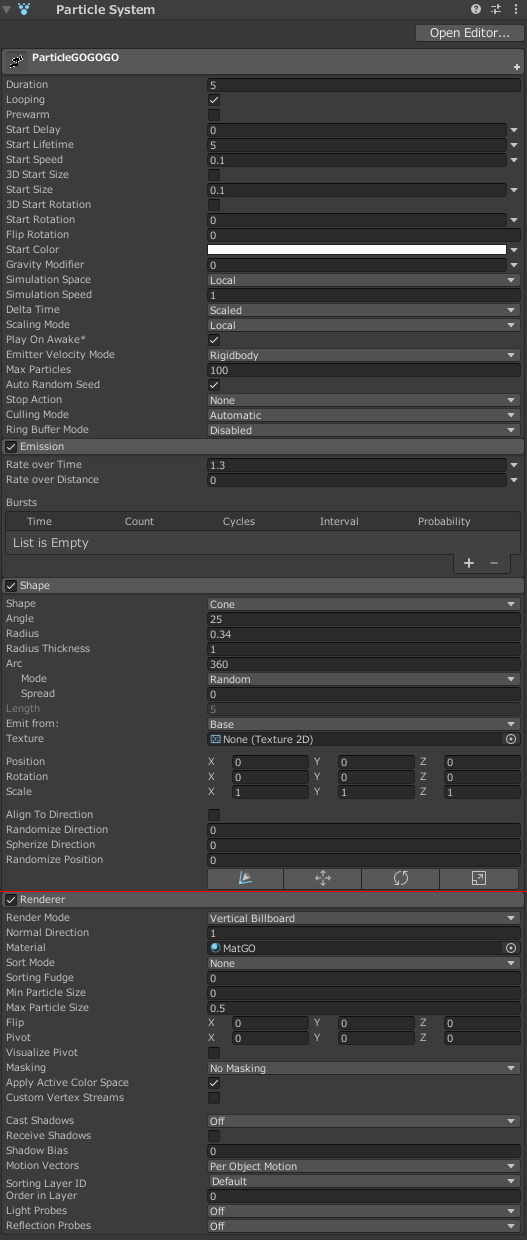 Particle System
Open Editor...
ParticleGOGOGO
Duration 5
Looping
Prewarm
Start Delay 0
Start Lifetime 5
Start Speed 0.1
3D Start Size
Start Size 0.1
3D Start Rotation
Start Rotation 0
Flip Rotation 0
Start Color
Gravity Modifier 0
Simulation Space Local
Simulation Speed 1
Delta Time Scaled
Scaling Mode Local
Play On Awake*
Emitter Velocity Mode Rigidbody
Max Particles 100
Auto Random Seed
Stop Action None
Culling Mode Automatic
Ring Buffer Mode Disabled
Emission
Rate over Time 1.3
Rate over Distance 0
Bursts
Time Count Cycles Interval Probability
List is Empty
Shape
Shape Cone
Angle 25
Radius 0.34
Radius Thickness 1
Arc 360
Mode Random
Spread 0
Length 5
Emit from: Base
Texture None (Texture 2D)
Position X 0 Y 0 Z 0
Rotation X 0 Y 0 Z 0
Scale X 1 Y 1 Z 1
Align To Direction
Randomize Direction 0
Spherize Direction 0
Randomize Position 0
Renderer
Render Mode Vertical Billboard
Normal Direction 1
Material MatGO
Sort Mode None
Sorting Fudge 0
Min Particle Size 0
Max Particle Size 0.5
Flip X 0 Y 0 Z 0
Pivot X 0 Y 0 Z 0
Visualize Pivot
Masking No Masking
Apply Active Color Space
Custom Vertex Streams
Cast Shadows Off
Receive Shadows
Shadow Bias 0
Motion Vectors Per Object Motion
Sorting Layer ID Default
Order in Layer 0
Light Probes Off
Reflection Probes Off